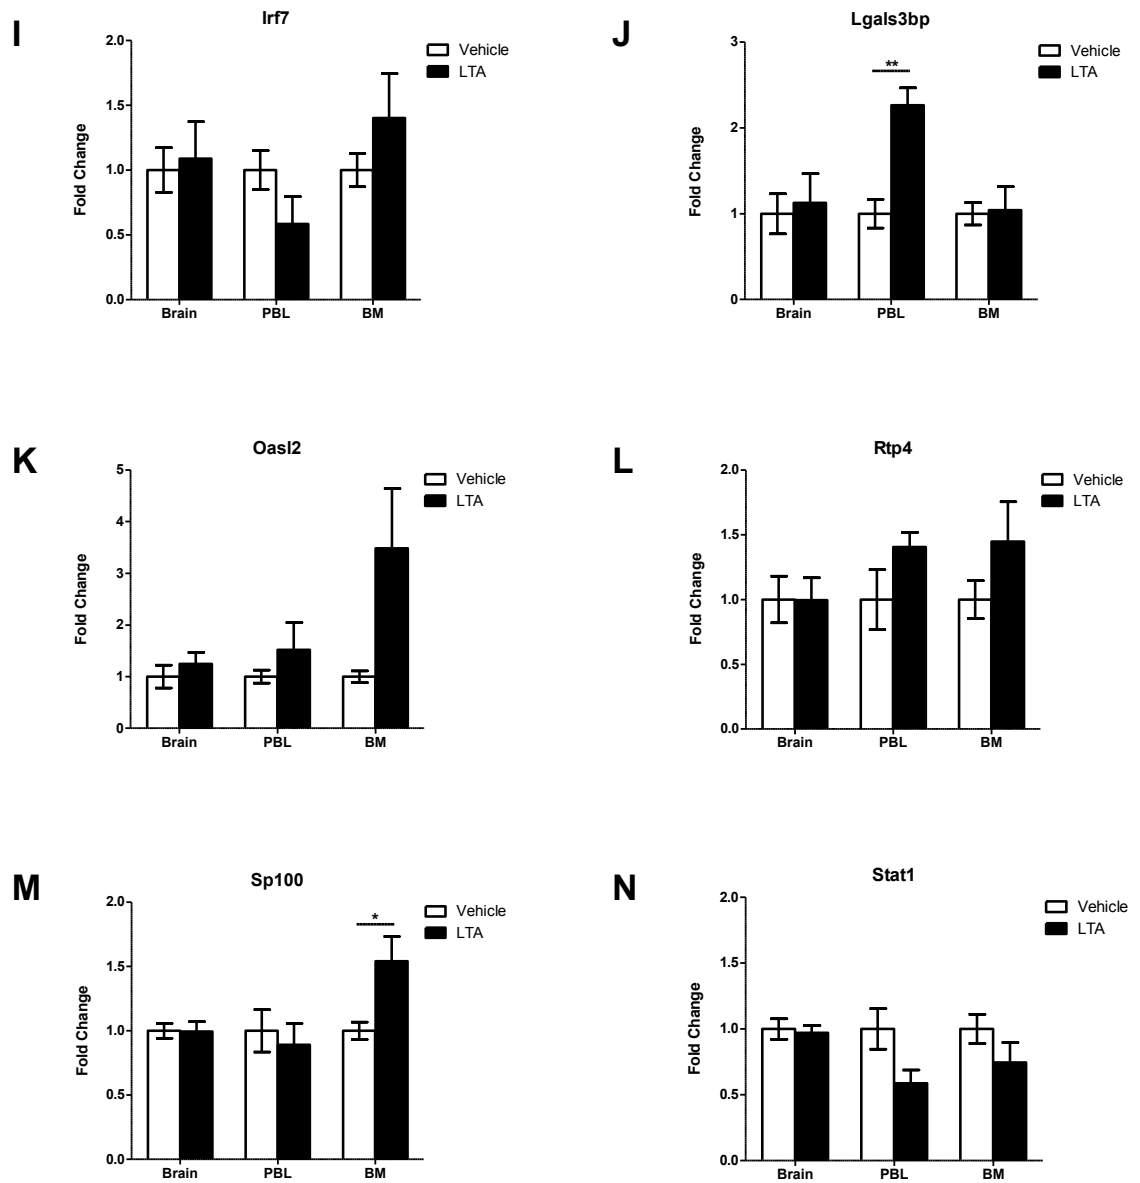 I
Irf7
2.0
1.5
1.0
0.5
0.0
Fold Change
Brain PBL BM
Vehicle
LTA
J
Lgals3bp
3
2
1
0
Fold Change
**
Brain PBL BM
Vehicle
LTA
K
Oasl2
5
4
3
2
1
0
Fold Change
Brain PBL BM
Vehicle
LTA
L
Rtp4
2.0
1.5
1.0
0.5
0.0
Fold Change
Brain PBL BM
Vehicle
LTA
M
Sp100
2.0
1.5
1.0
0.5
0.0
Fold Change
*
Brain PBL BM
Vehicle
LTA
N
Stat1
2.0
1.5
1.0
0.5
0.0
Fold Change
Brain PBL BM
Vehicle
LTA